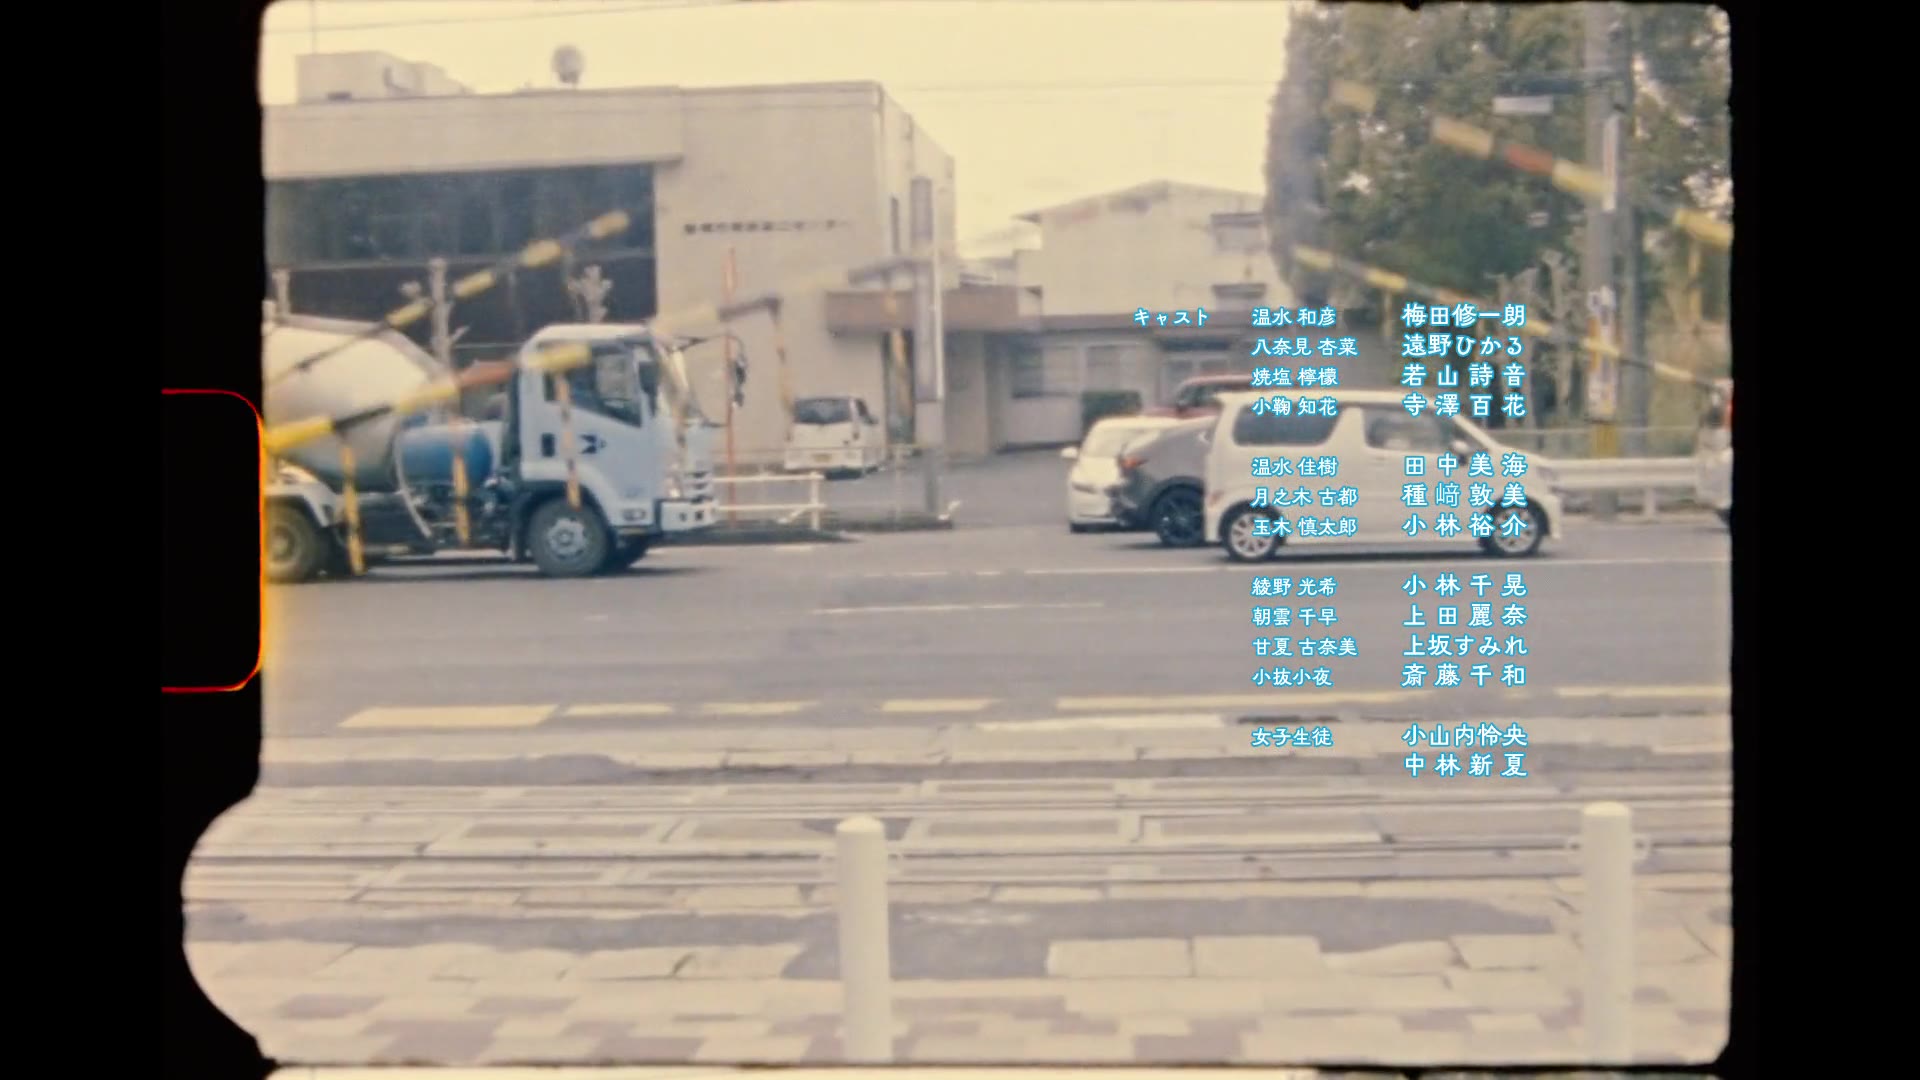 キャスト 温水 和彦 梅田修一朗
八奈見 杏菜 遠野ひかる
焼塩 檸檬 若山詩音
小鞠 知花 寺澤百花
温水 佳樹 田中美海
月之木 古都 種﨑敦美
玉木 慎太郎 小林裕介
綾野 光希 小林千晃
朝雲 千早 上田麗奈
甘夏 古奈美 上坂すみれ
小抜小夜 斎藤千和
女子生徒 小山内怜央
中林新夏